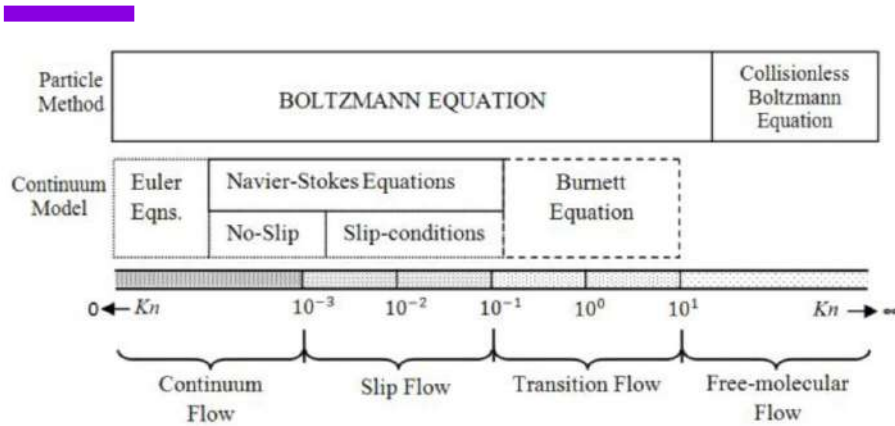 Particle
Method
BOLTZMANN EQUATION
Collisionless
Boltzmann
Equation
Continuum
Model
Euler
Eqns.
Navier-Stokes Equations
No-Slip
Slip-conditions
Burnett
Equation
0 Kn 10⁻³ 10⁻² 10⁻¹ 10⁰ 10¹ Kn ∞
Continuum
Flow
Slip Flow
Transition Flow
Free-molecular
Flow